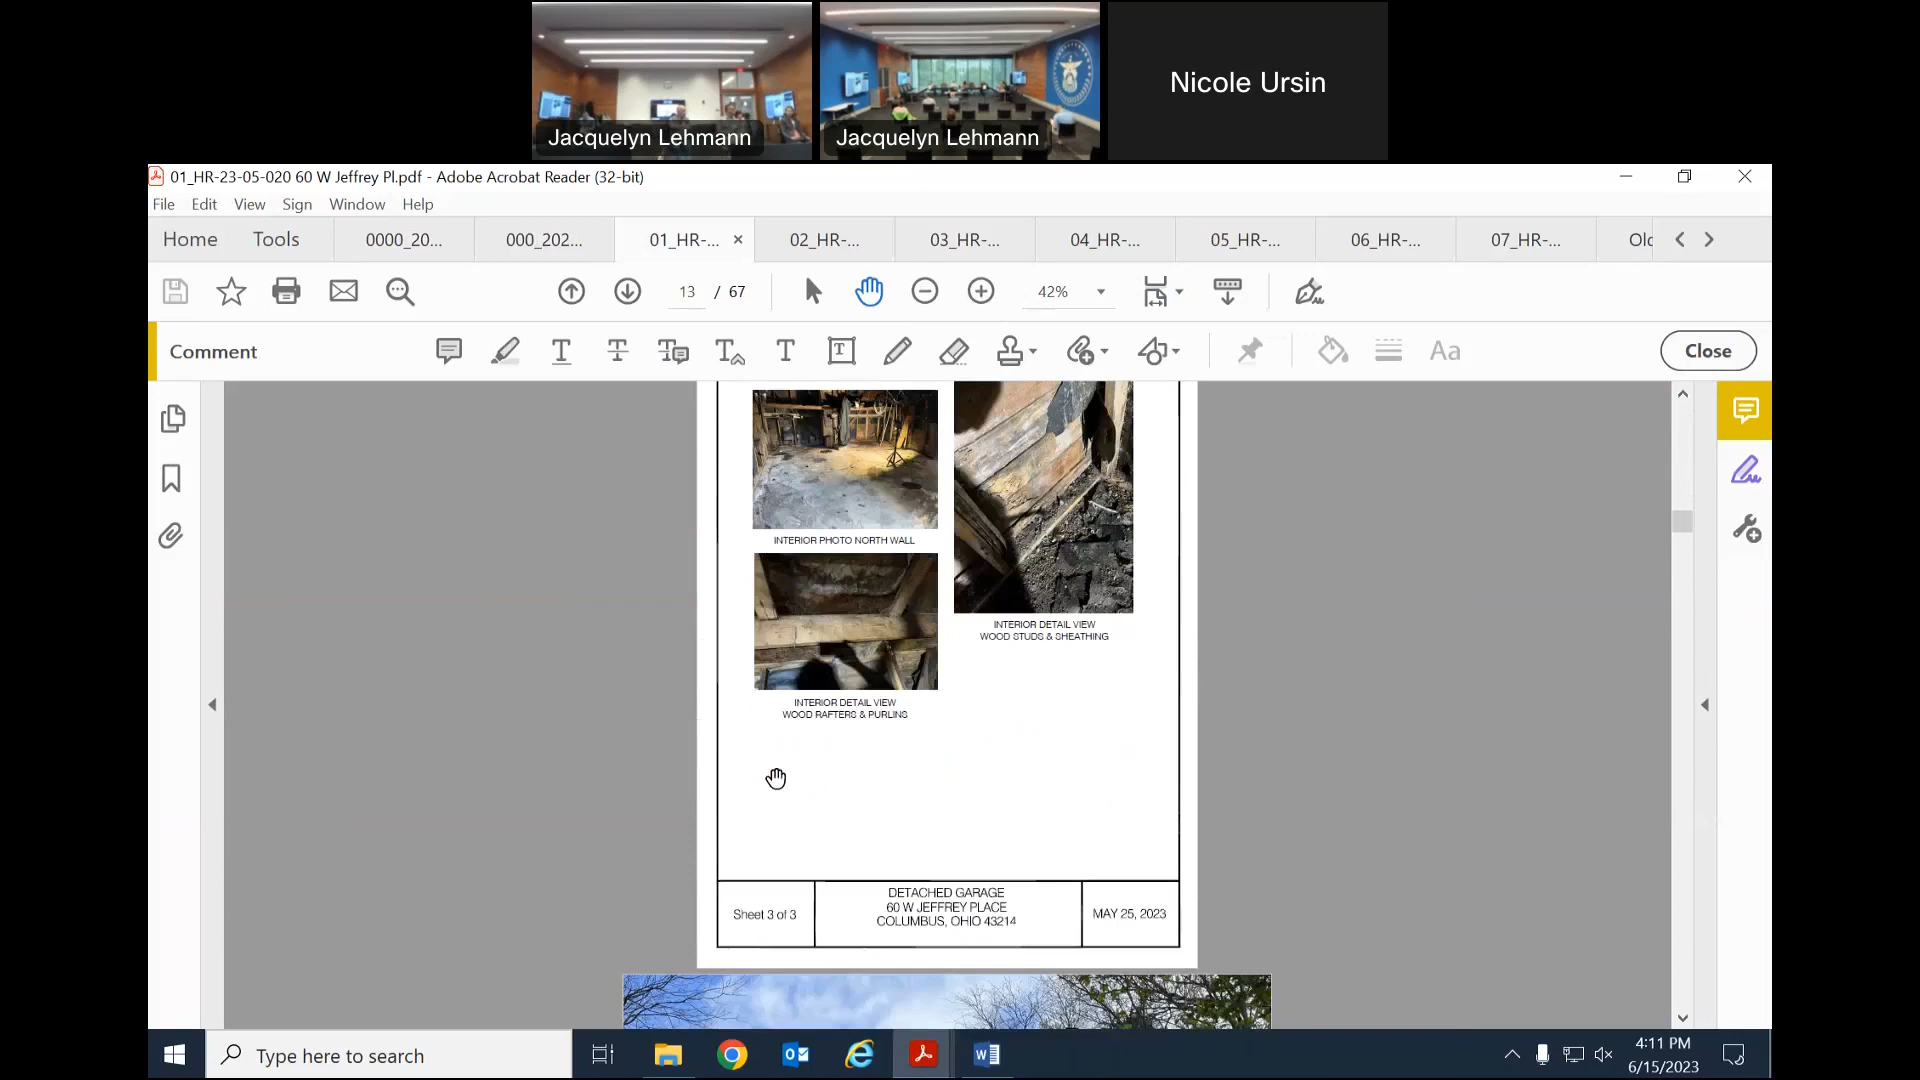 Jacquelyn Lehmann
Jacquelyn Lehmann
Nicole Ursin
01_HR-23-05-020 60 W Jeffrey Pl.pdf - Adobe Acrobat Reader (32-bit)
File Edit View Sign Window Help
Home Tools 0000_20... 000_202... 01_HR-... × 02_HR-... 03_HR-... 04_HR-... 05_HR-... 06_HR-... 07_HR-... Old
13 / 67 42%
Comment Aa Close
INTERIOR PHOTO NORTH WALL
INTERIOR DETAIL VIEW
WOOD STUDS & SHEATHING
INTERIOR DETAIL VIEW
WOOD RAFTERS & PURLINS
Sheet 3 of 3
DETACHED GARAGE
60 W JEFFREY PLACE
COLUMBUS, OHIO 43214
MAY 25, 2023
Type here to search
4:11 PM
6/15/2023